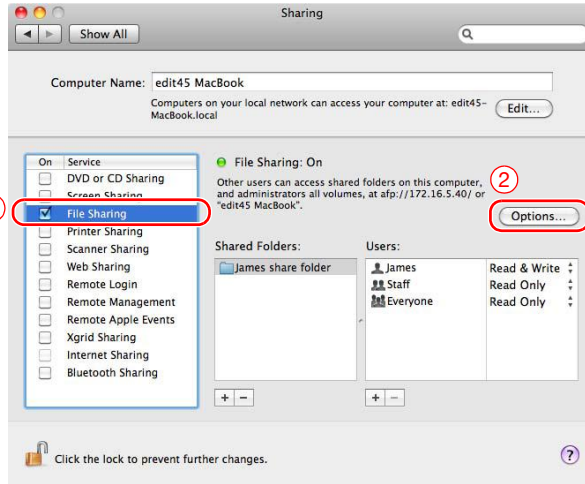 Sharing
Show All
Computer Name: edit45 MacBook
Computers on your local network can access your computer at: edit45-
MacBook.local
Edit...
On Service
DVD or CD Sharing
Screen Sharing
File Sharing
Printer Sharing
Scanner Sharing
Web Sharing
Remote Login
Remote Management
Remote Apple Events
Xgrid Sharing
Internet Sharing
Bluetooth Sharing
File Sharing: On
Other users can access shared folders on this computer,
and administrators all volumes, at afp://172.16.5.40/ or
"edit45 MacBook".
2
Options...
Shared Folders:
James share folder
Users:
James Read & Write
Staff Read Only
Everyone Read Only
+ −
+ −
Click the lock to prevent further changes.
?